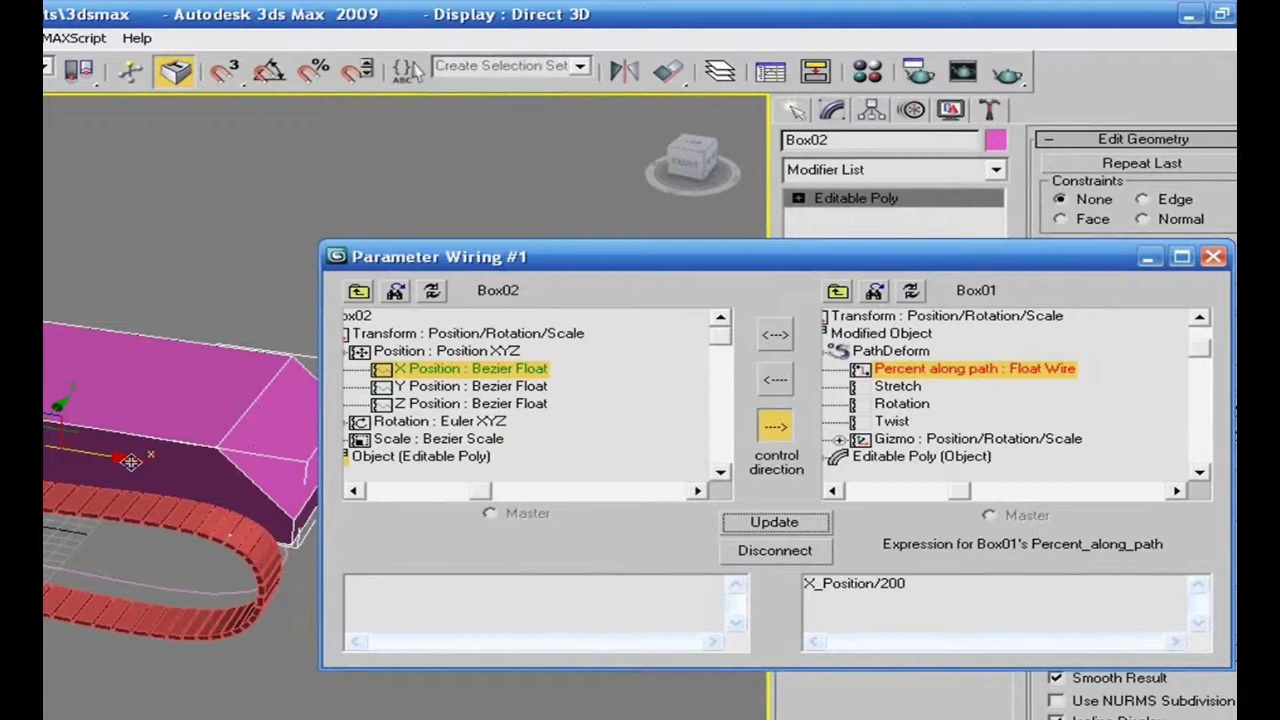 ts\3dsmax - Autodesk 3ds Max 2009 - Display : Direct 3D
MAXScript Help
3 % ABC Create Selection Set
Box02
Modifier List
Editable Poly
Edit Geometry
Repeat Last
Constraints
None Edge
Face Normal
FRONT
Parameter Wiring #1
Box02
ox02
Transform : Position/Rotation/Scale
Position : Position XYZ
X Position : Bezier Float
Y Position : Bezier Float
Z Position : Bezier Float
Rotation : Euler XYZ
Scale : Bezier Scale
Object (Editable Poly)
Master
<--->
<----
---->
control
direction
Update
Disconnect
Box01
Transform : Position/Rotation/Scale
Modified Object
PathDeform
Percent along path : Float Wire
Stretch
Rotation
Twist
Gizmo : Position/Rotation/Scale
Editable Poly (Object)
Master
Expression for Box01's Percent_along_path
X_Position/200
x
Smooth Result
Use NURMS Subdivision